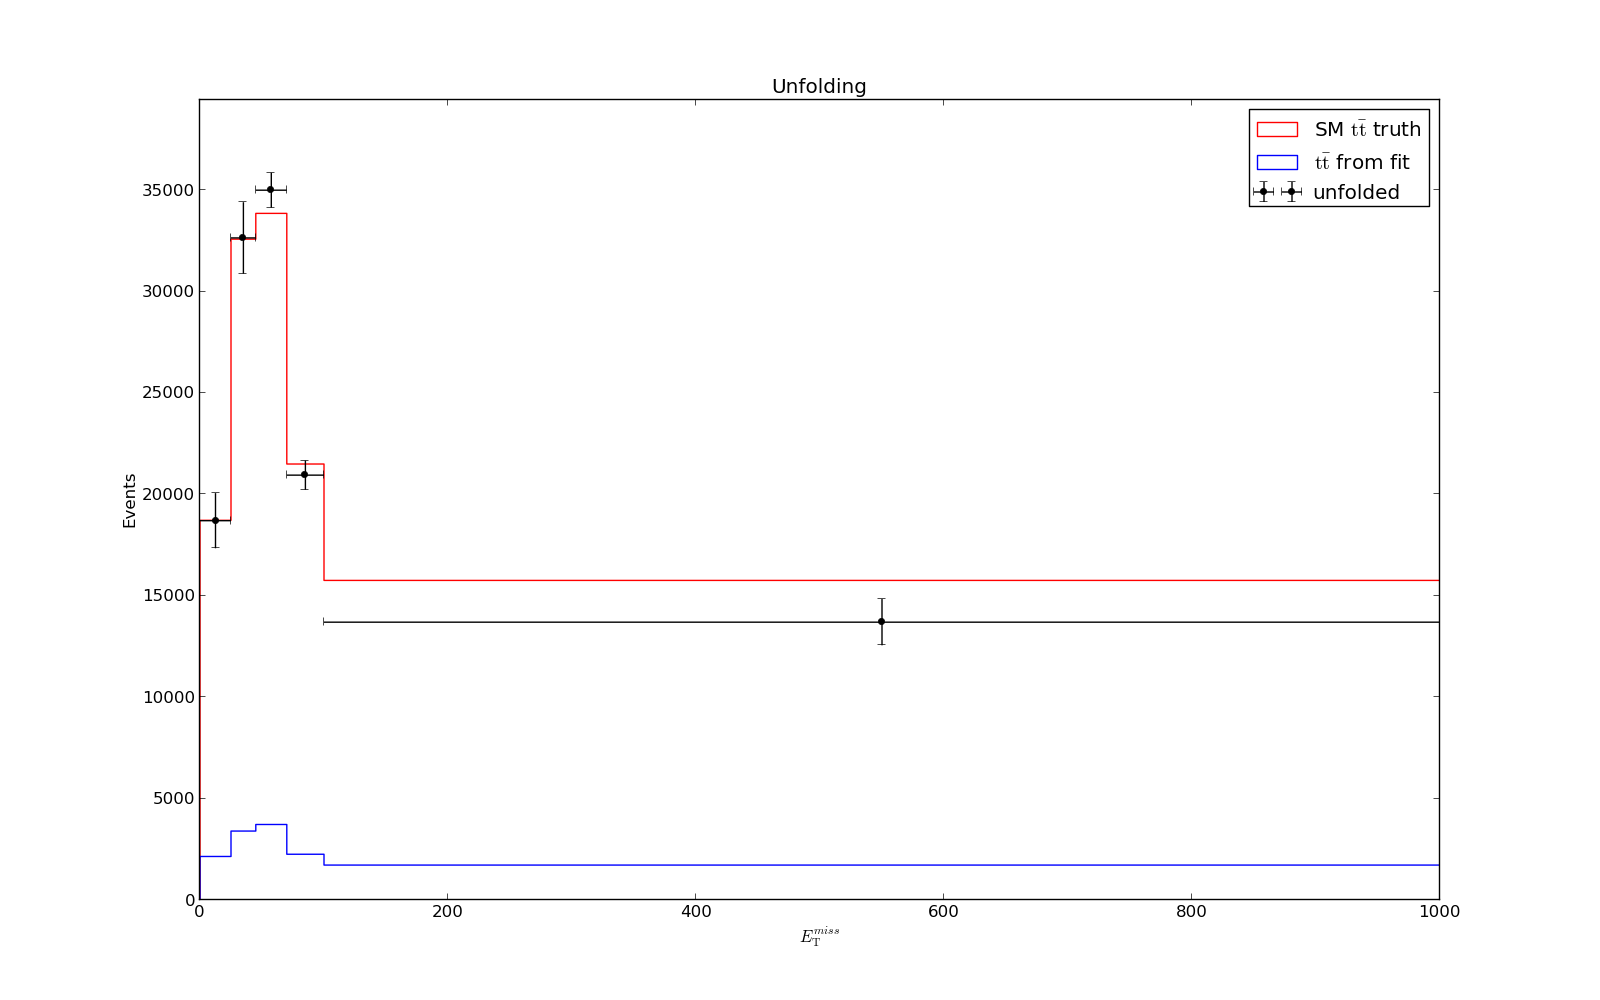 Unfolding
SM tt̄ truth
tt̄ from fit
unfolded
Events
35000
30000
25000
20000
15000
10000
5000
0
0 200 400 600 800 1000
E_T^{miss}